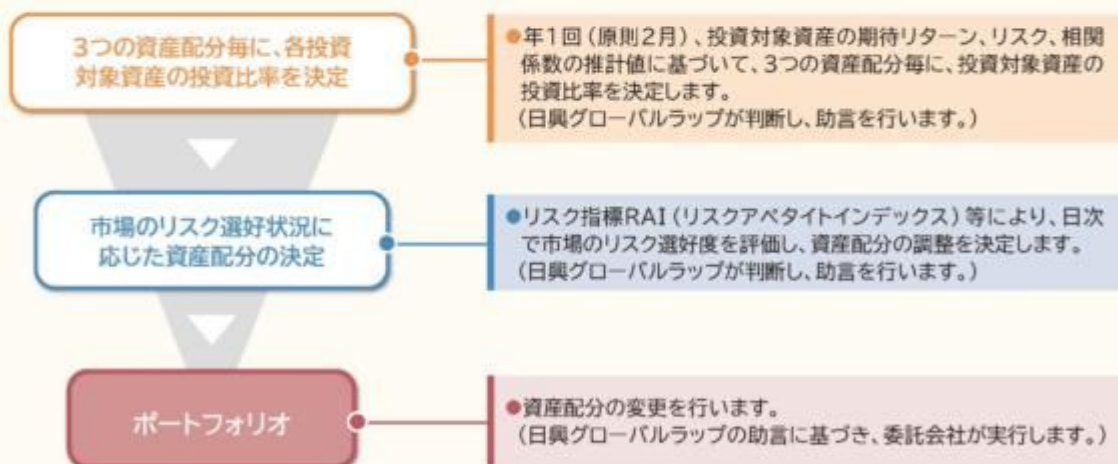 3つの資産配分毎に、各投資
対象資産の投資比率を決定
●年1回（原則2月）、投資対象資産の期待リターン、リスク、相関
係数の推計値に基づいて、3つの資産配分毎に、投資対象資産の
投資比率を決定します。
（日興グローバルラップが判断し、助言を行います。）
市場のリスク選好状況に
応じた資産配分の決定
●リスク指標RAI（リスクアペタイトインデックス）等により、日次
で市場のリスク選好度を評価し、資産配分の調整を決定します。
（日興グローバルラップが判断し、助言を行います。）
ポートフォリオ
●資産配分の変更を行います。
（日興グローバルラップの助言に基づき、委託会社が実行します。）